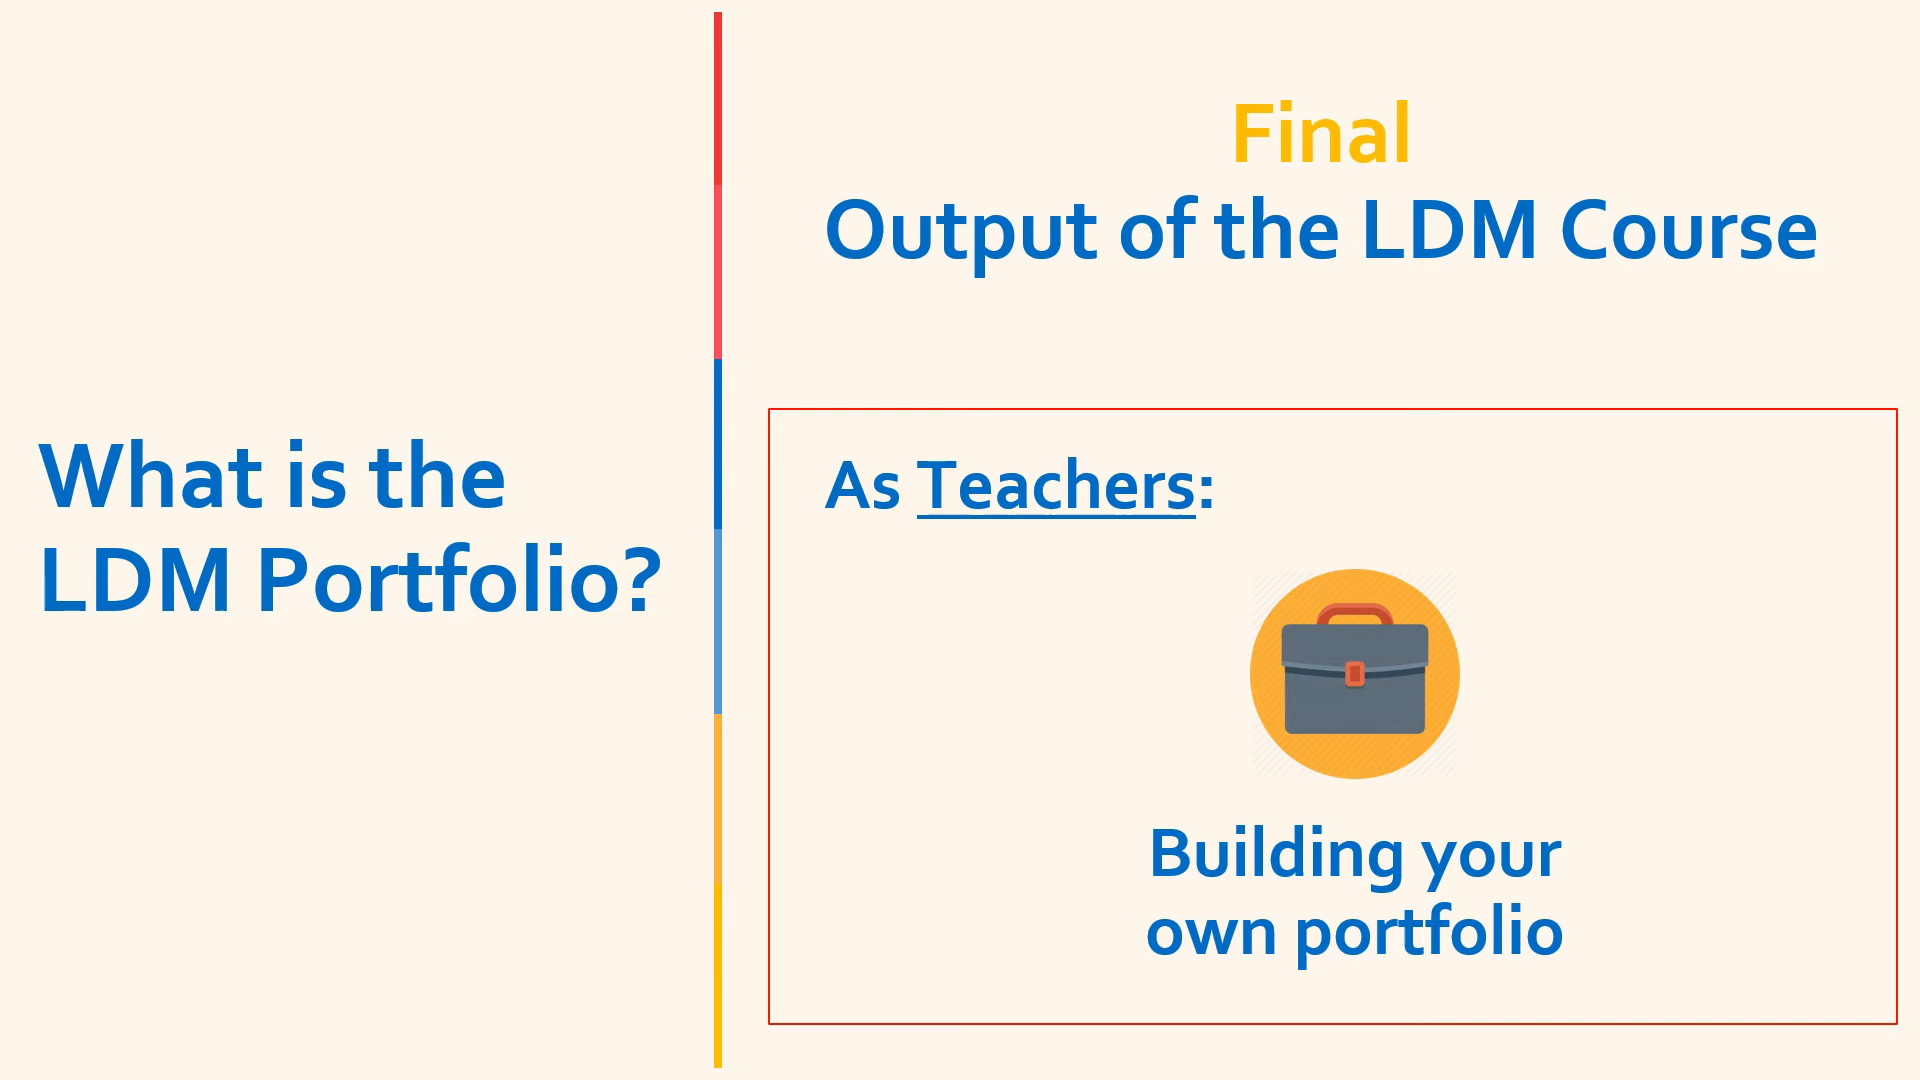 What is the
LDM Portfolio?
Final
Output of the LDM Course
As Teachers:
Building your
own portfolio